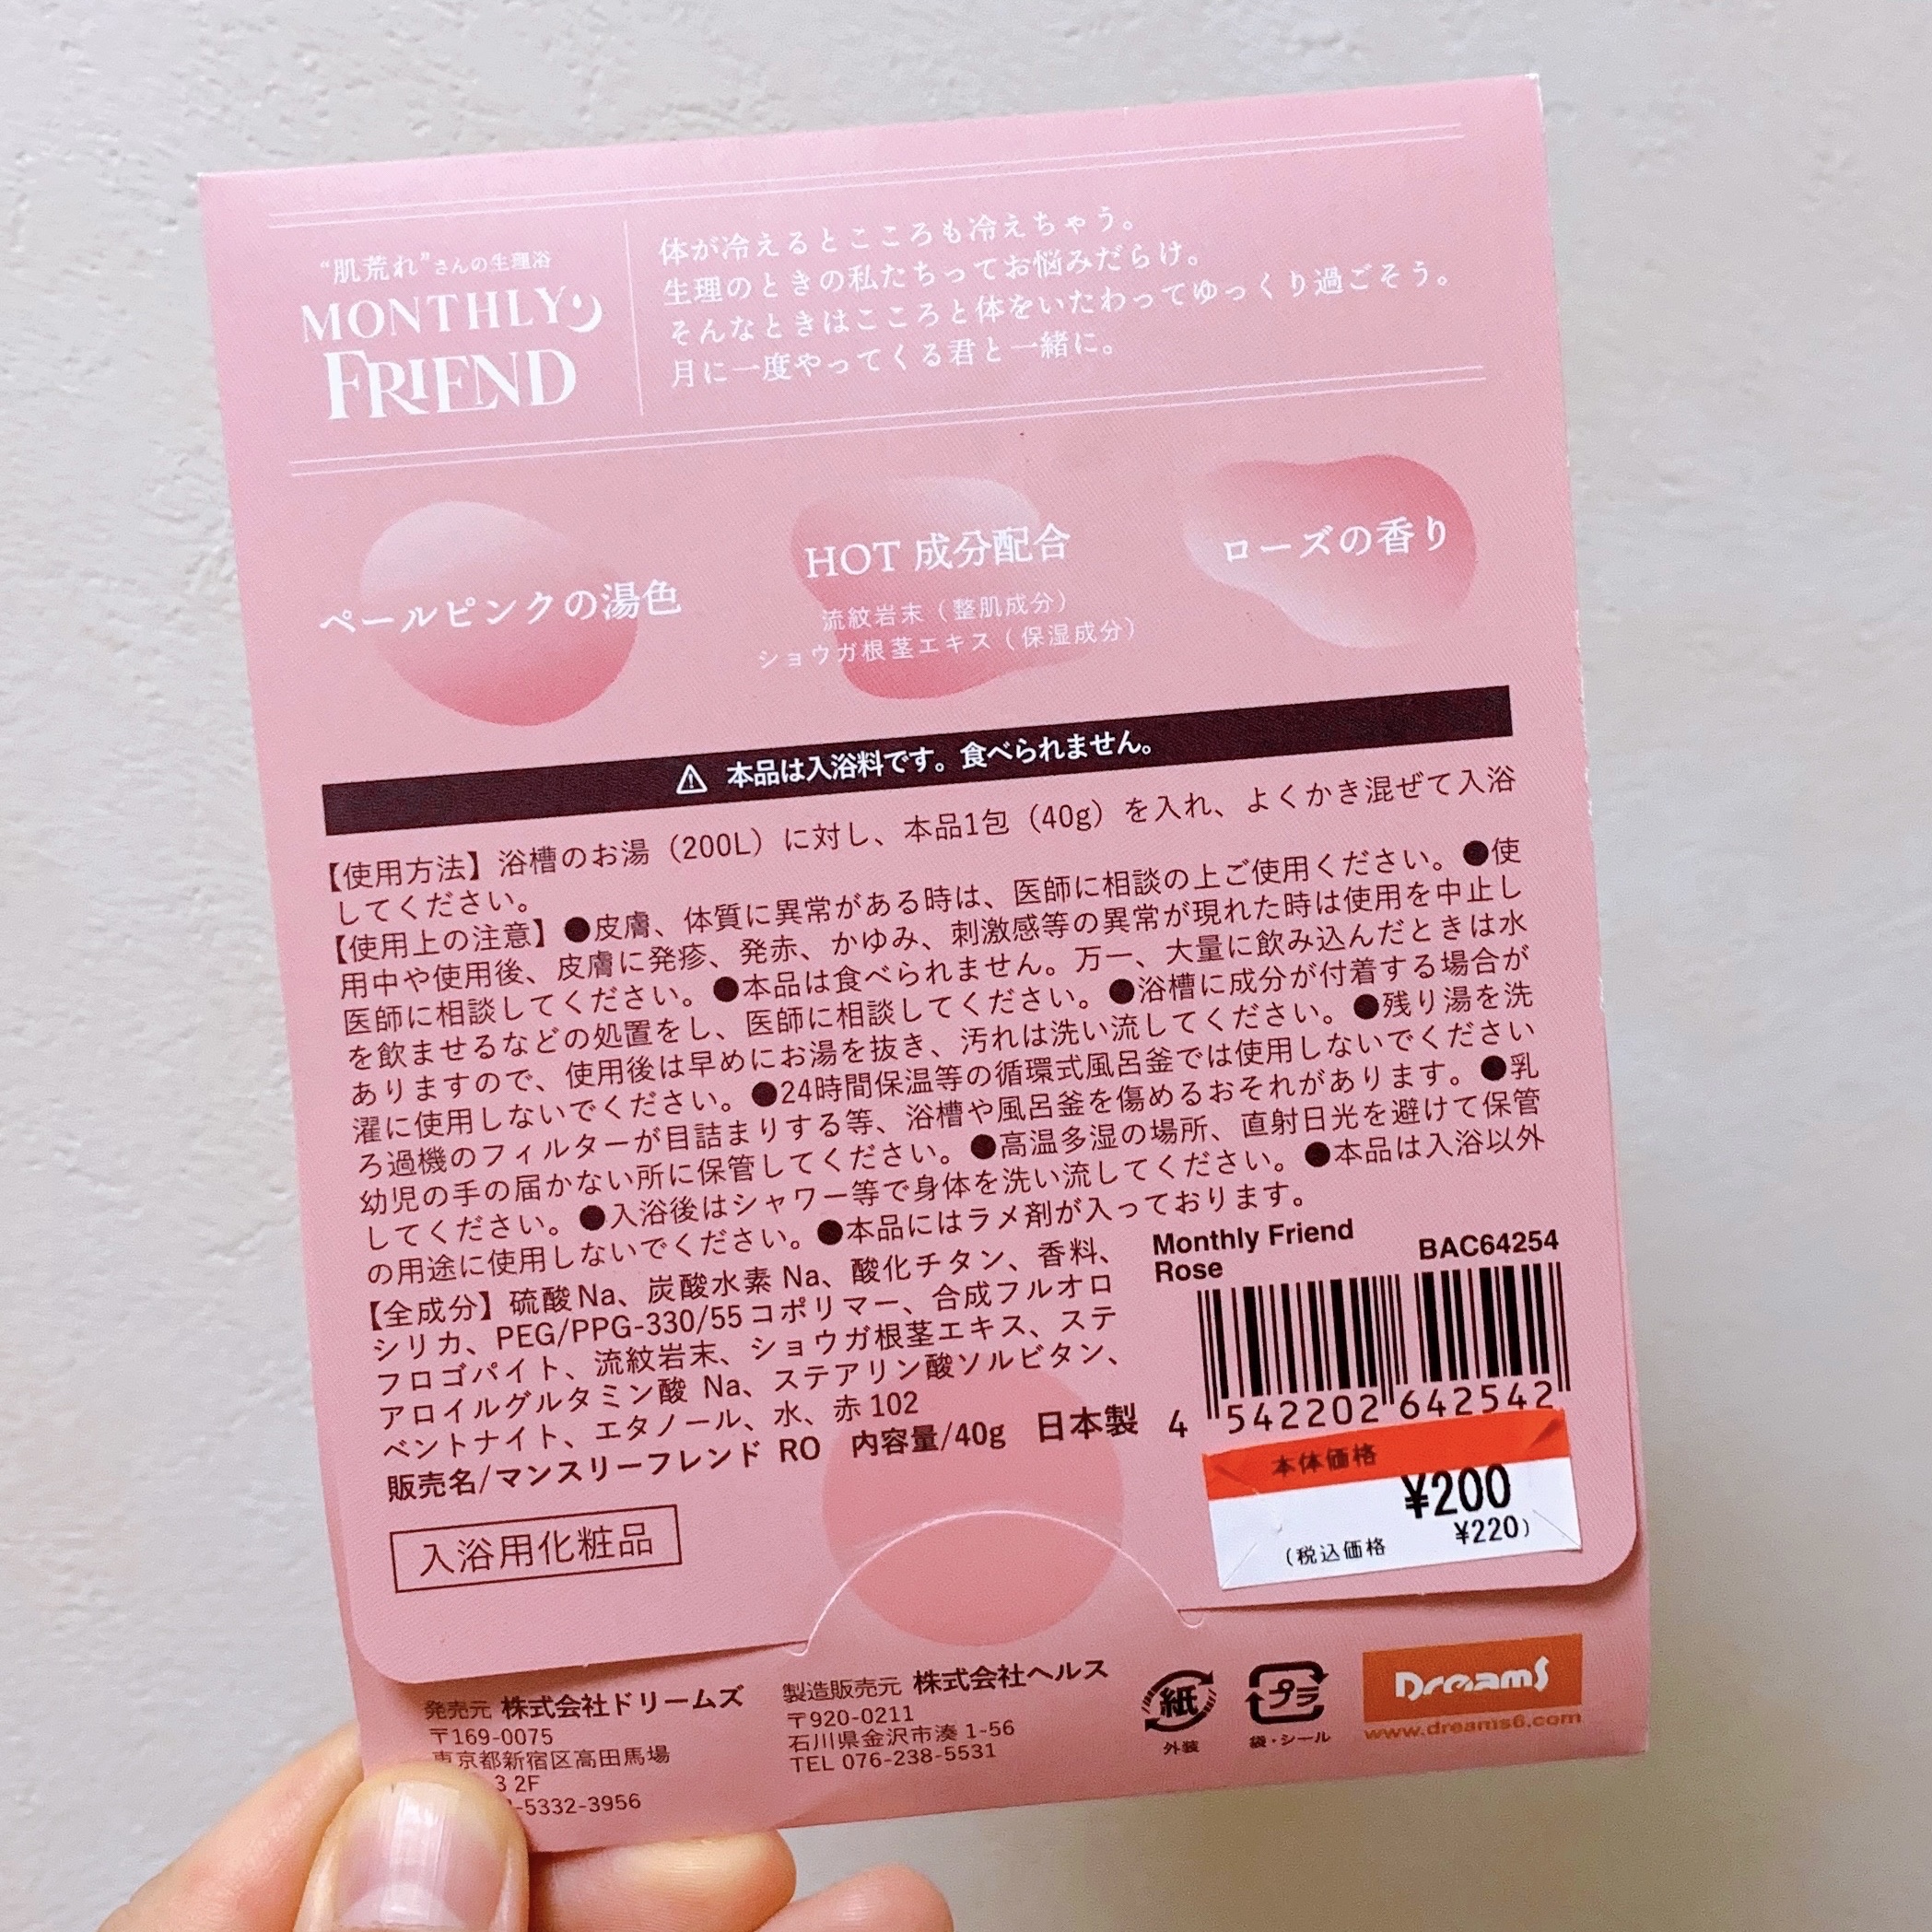 “肌荒れ”さんの生理浴
MONTHLY
FRIEND
体が冷えるとこころも冷えちゃう。
生理のときの私たちってお悩みだらけ。
そんなときはこころと体をいたわってゆっくり過ごそう。
月に一度やってくる君と一緒に。
ペールピンクの湯色
HOT 成分配合
流紋岩末（整肌成分）
ショウガ根茎エキス（保湿成分）
ローズの香り
⚠ 本品は入浴料です。食べられません。
【使用方法】浴槽のお湯（200L）に対し、本品1包（40g）を入れ、よくかき混ぜて入浴
してください。
【使用上の注意】●皮膚、体質に異常がある時は、医師に相談の上ご使用ください。●使
用中や使用後、皮膚に発疹、発赤、かゆみ、刺激感等の異常が現れた時は使用を中止し
医師に相談してください。●本品は食べられません。万一、大量に飲み込んだときは水
を飲ませるなどの処置をし、医師に相談してください。●浴槽に成分が付着する場合が
ありますので、使用後は早めにお湯を抜き、汚れは洗い流してください。●残り湯を洗
濯に使用しないでください。●24時間保温等の循環式風呂釜では使用しないでください
ろ過機のフィルターが目詰まりする等、浴槽や風呂釜を傷めるおそれがあります。●乳
幼児の手の届かない所に保管してください。●高温多湿の場所、直射日光を避けて保管
してください。●入浴後はシャワー等で身体を洗い流してください。●本品は入浴以外
の用途に使用しないでください。●本品にはラメ剤が入っております。
【全成分】硫酸Na、炭酸水素Na、酸化チタン、香料、
シリカ、PEG/PPG-330/55コポリマー、合成フルオロ
フロゴパイト、流紋岩末、ショウガ根茎エキス、ステ
アロイルグルタミン酸 Na、ステアリン酸ソルビタン、
ベントナイト、エタノール、水、赤102
販売名/マンスリーフレンド RO 内容量/40g 日本製
Monthly Friend
Rose
BAC64254
4 542202 642542
本体価格
¥200
（税込価格 ¥220）
入浴用化粧品
発売元 株式会社ドリームズ
〒169-0075
東京都新宿区高田馬場
3 2F
-5332-3956
製造販売元 株式会社ヘルス
〒920-0211
石川県金沢市湊 1-56
TEL 076-238-5531
紙
外装
プラ
袋・シール
Dreams
www.dreams6.com